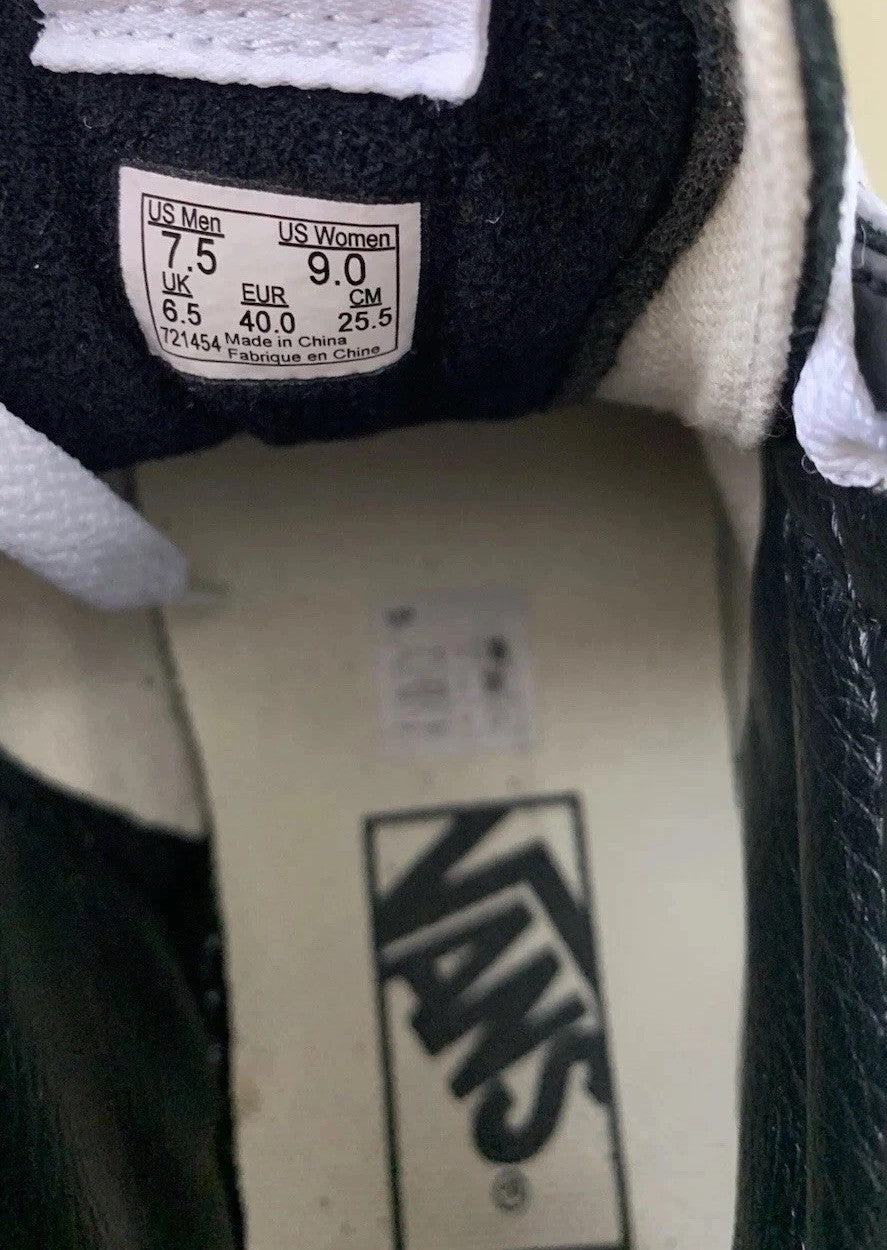 US Men US Women
7.5 9.0
UK EUR CM
6.5 40.0 25.5
721454 Made in China
Fabrique en Chine
VANS